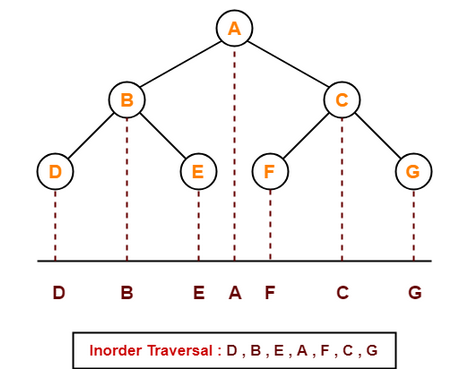 A
B C
D E F G
D B E A F C G
Inorder Traversal : D , B , E , A , F , C , G